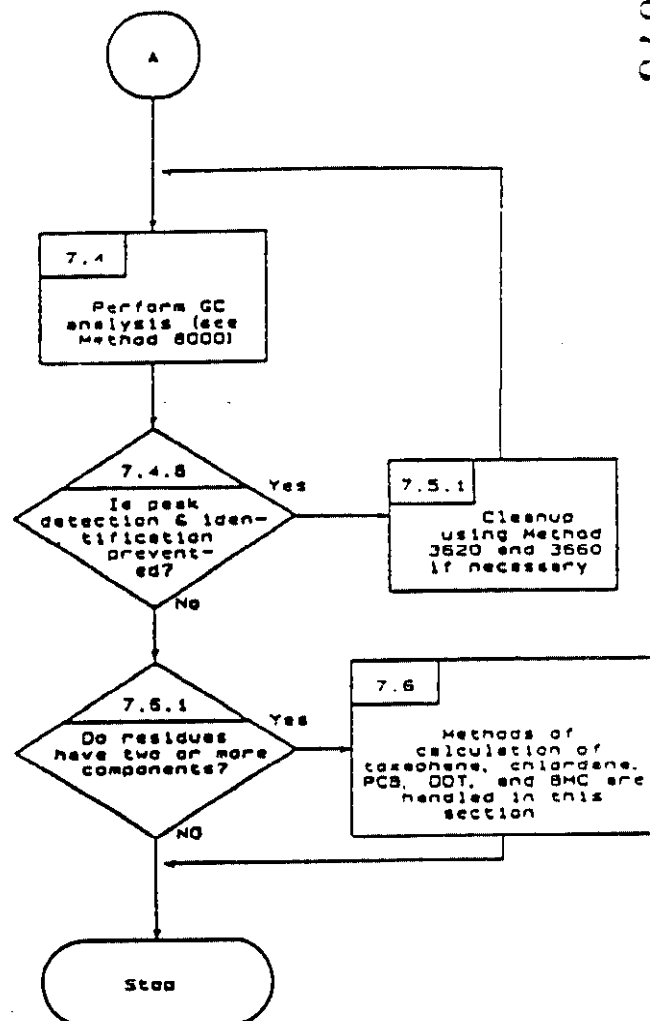 A
7.4
Perform GC
analysis (see
Method 8000)
7.4.8
Yes
Is peak
detection & iden-
tification
prevent-
ed?
No
7.5.1
Cleanup
using Method
3620 and 3660
if necessary
7.6.1
Yes
Do residues
have two or more
components?
NO
7.6
Methods of
calculation of
toxaphene, chlordane,
PCB, DDT, and BHC are
handled in this
section
Stop